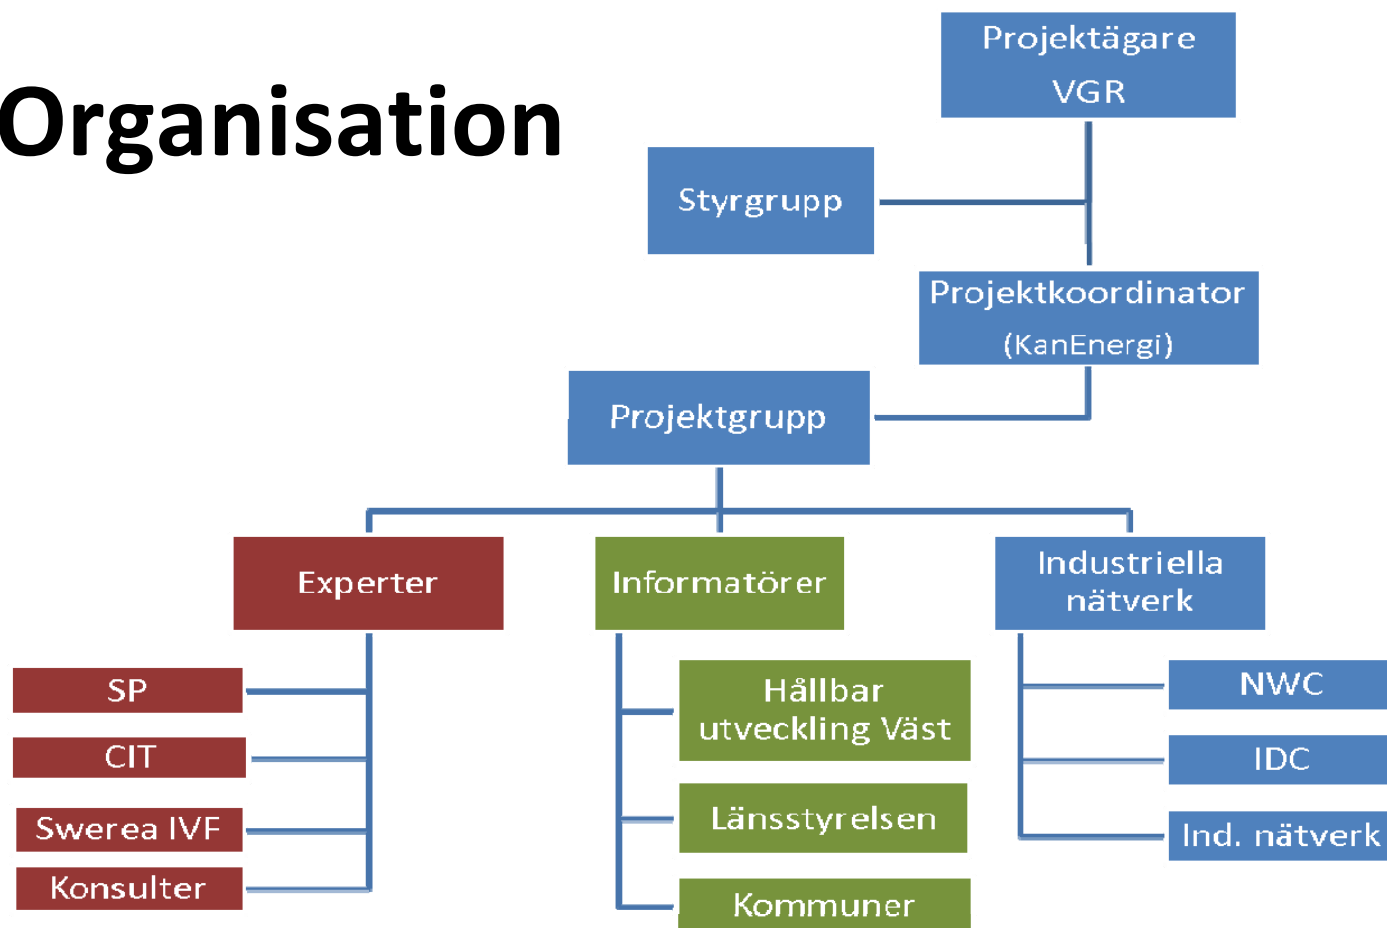 Organisation
Projektägare
VGR
Styrgrupp
Projektkoordinator
(KanEnergi)
Projektgrupp
Experter
Informatörer
Industriella
nätverk
SP
CIT
Swerea IVF
Konsulter
Hållbar
utveckling Väst
Länsstyrelsen
Kommuner
NWC
IDC
Ind. nätverk